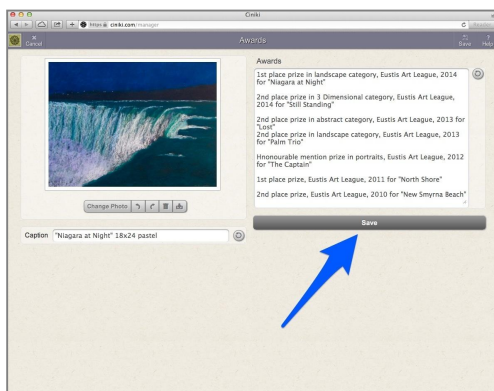 Ciniki
https ciniki.com/manager
Reader
Cancel
Awards
Save
Help
Awards
1st place prize in landscape category, Eustis Art League, 2014
for "Niagara at Night"
2nd place prize in 3 Dimensional category, Eustis Art League,
2014 for "Still Standing"
2nd place prize in abstract category, Eustis Art League, 2013 for
"Lost"
2nd place prize in landscape category, Eustis Art League, 2013
for "Palm Trio"
Hnonourable mention prize in portraits, Eustis Art League, 2012
for "The Captain"
1st place prize, Eustis Art League, 2011 for "North Shore"
2nd place prize, Eustis Art League, 2010 for "New Smyrna Beach"
Change Photo
Save
Caption "Niagara at Night" 18x24 pastel